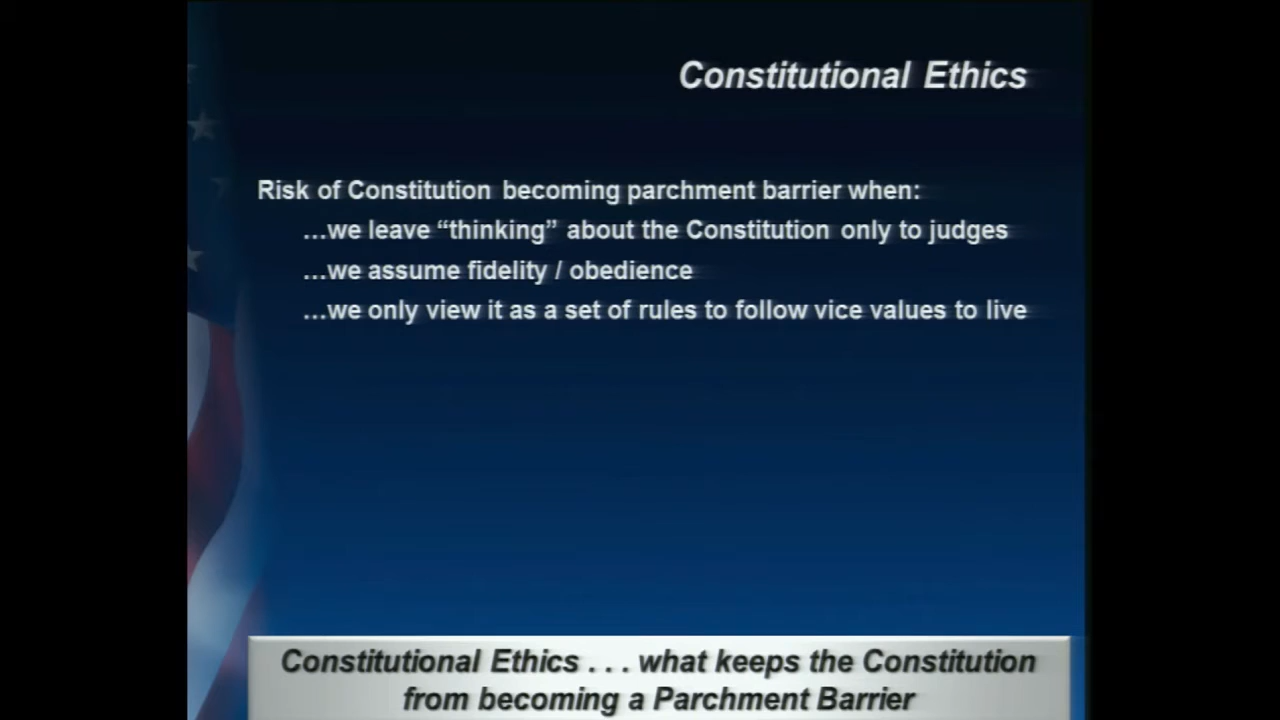 Constitutional Ethics
Risk of Constitution becoming parchment barrier when:
...we leave “thinking” about the Constitution only to judges
...we assume fidelity / obedience
...we only view it as a set of rules to follow vice values to live
Constitutional Ethics . . . what keeps the Constitution
from becoming a Parchment Barrier